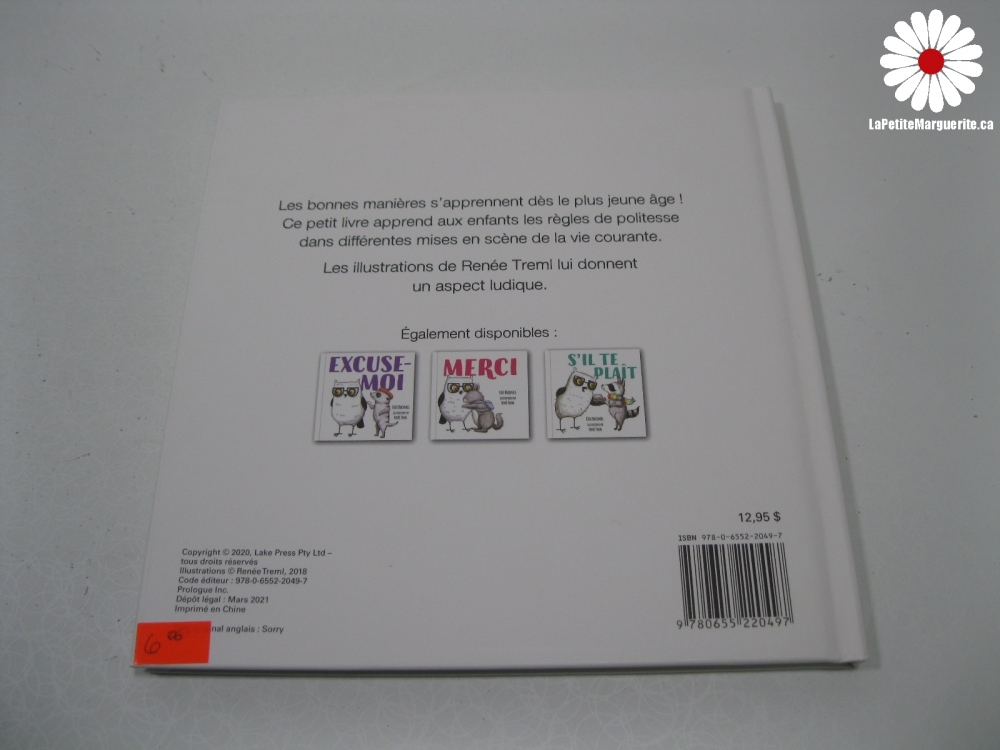 LaPetiteMarguerite.ca
Les bonnes manières s'apprennent dès le plus jeune âge !
Ce petit livre apprend aux enfants les règles de politesse
dans différentes mises en scène de la vie courante.
Les illustrations de Renée Treml lui donnent
un aspect ludique.
Également disponibles :
EXCUSE-
MOI
MERCI
S'IL TE
PLAÎT
12,95 $
ISBN 978-0-6552-2049-7
9 780655 220497
Copyright © 2020, Lake Press Pty Ltd –
tous droits réservés
Illustrations © Renée Treml, 2018
Code éditeur : 978-0-6552-2049-7
Prologue Inc.
Dépôt légal : Mars 2021
Imprimé en Chine
anglais : Sorry
6 00